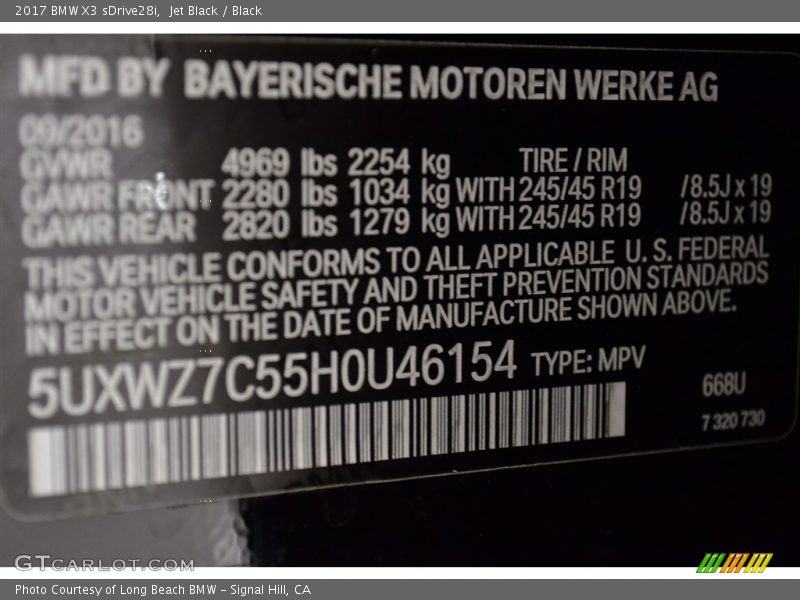 2017 BMW X3 sDrive28i, Jet Black / Black
MFD BY BAYERISCHE MOTOREN WERKE AG
09/2016
GVWR 4969 lbs 2254 kg TIRE / RIM
GAWR FRONT 2280 lbs 1034 kg WITH 245/45 R19 /8.5J x 19
GAWR REAR 2820 lbs 1279 kg WITH 245/45 R19 /8.5J x 19
THIS VEHICLE CONFORMS TO ALL APPLICABLE U. S. FEDERAL
MOTOR VEHICLE SAFETY AND THEFT PREVENTION STANDARDS
IN EFFECT ON THE DATE OF MANUFACTURE SHOWN ABOVE.
5UXWZ7C55H0U46154 TYPE: MPV
668U
7 320 730
GTCARLOT.COM
Photo Courtesy of Long Beach BMW - Signal Hill, CA